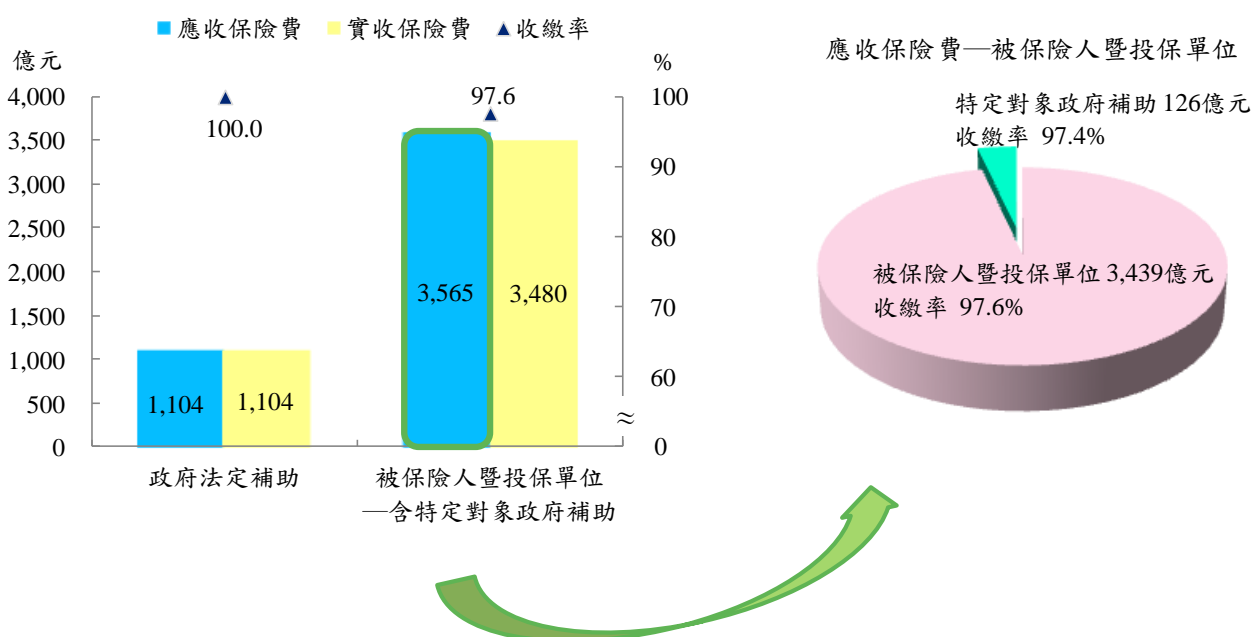 應收保險費 實收保險費 收繳率
億元
%
4,000
3,500
3,000
2,500
2,000
1,500
1,000
500
0
100.0
97.6
1,104
1,104
3,565
3,480
100
90
80
70
60
≈
0
政府法定補助
被保險人暨投保單位
—含特定對象政府補助
應收保險費—被保險人暨投保單位
特定對象政府補助 126億元
收繳率 97.4%
被保險人暨投保單位 3,439億元
收繳率 97.6%